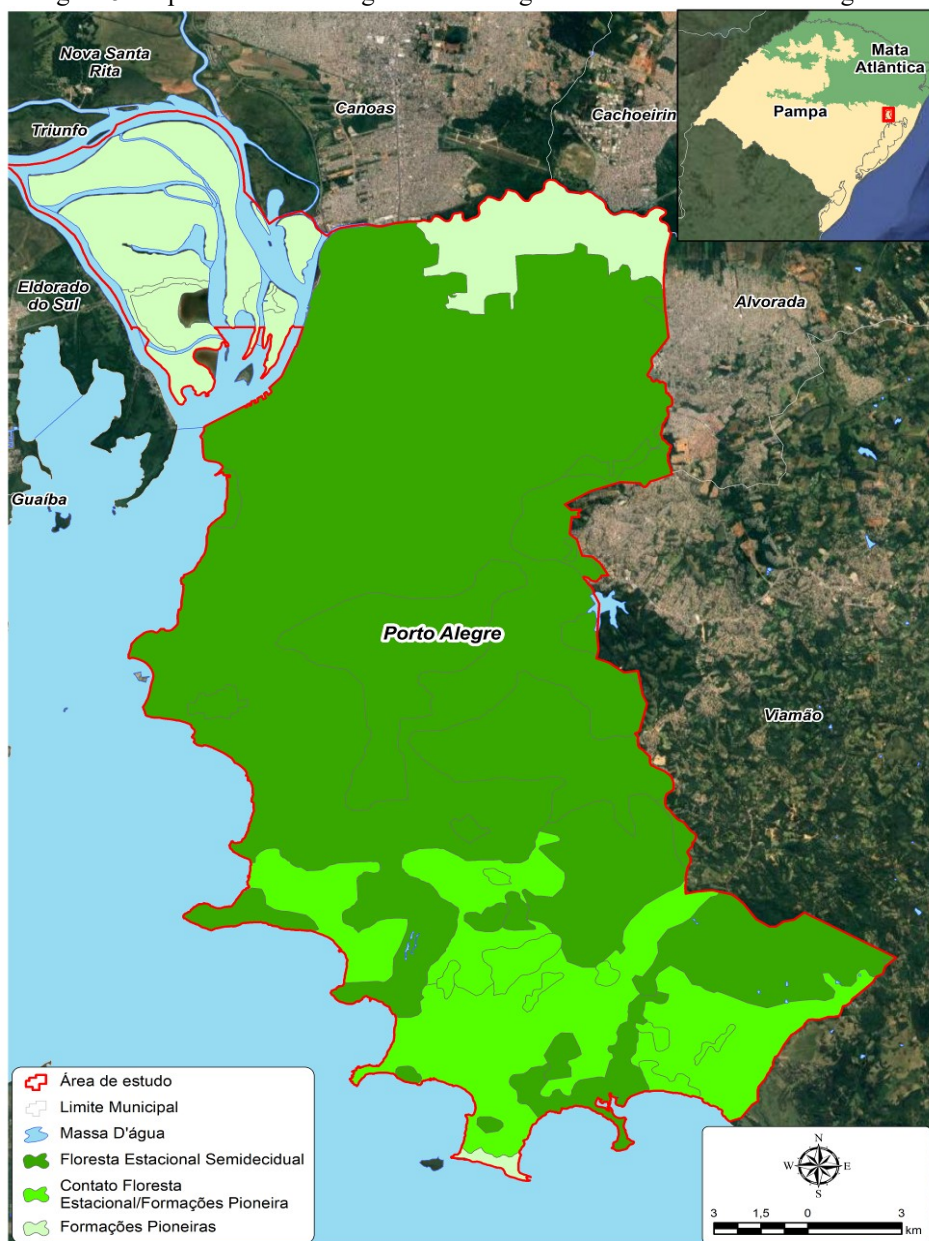 Nova Santa
Rita
Canoas
Cachoeirin
Triunfo
Mata
Atlântica
Pampa
Eldorado
do Sul
Alvorada
Guaíba
Porto Alegre
Viamão
Área de estudo
Limite Municipal
Massa D'água
Floresta Estacional Semidecidual
Contato Floresta
Estacional/Formações Pioneira
Formações Pioneiras
N
W E
S
3 1,5 0 3
km